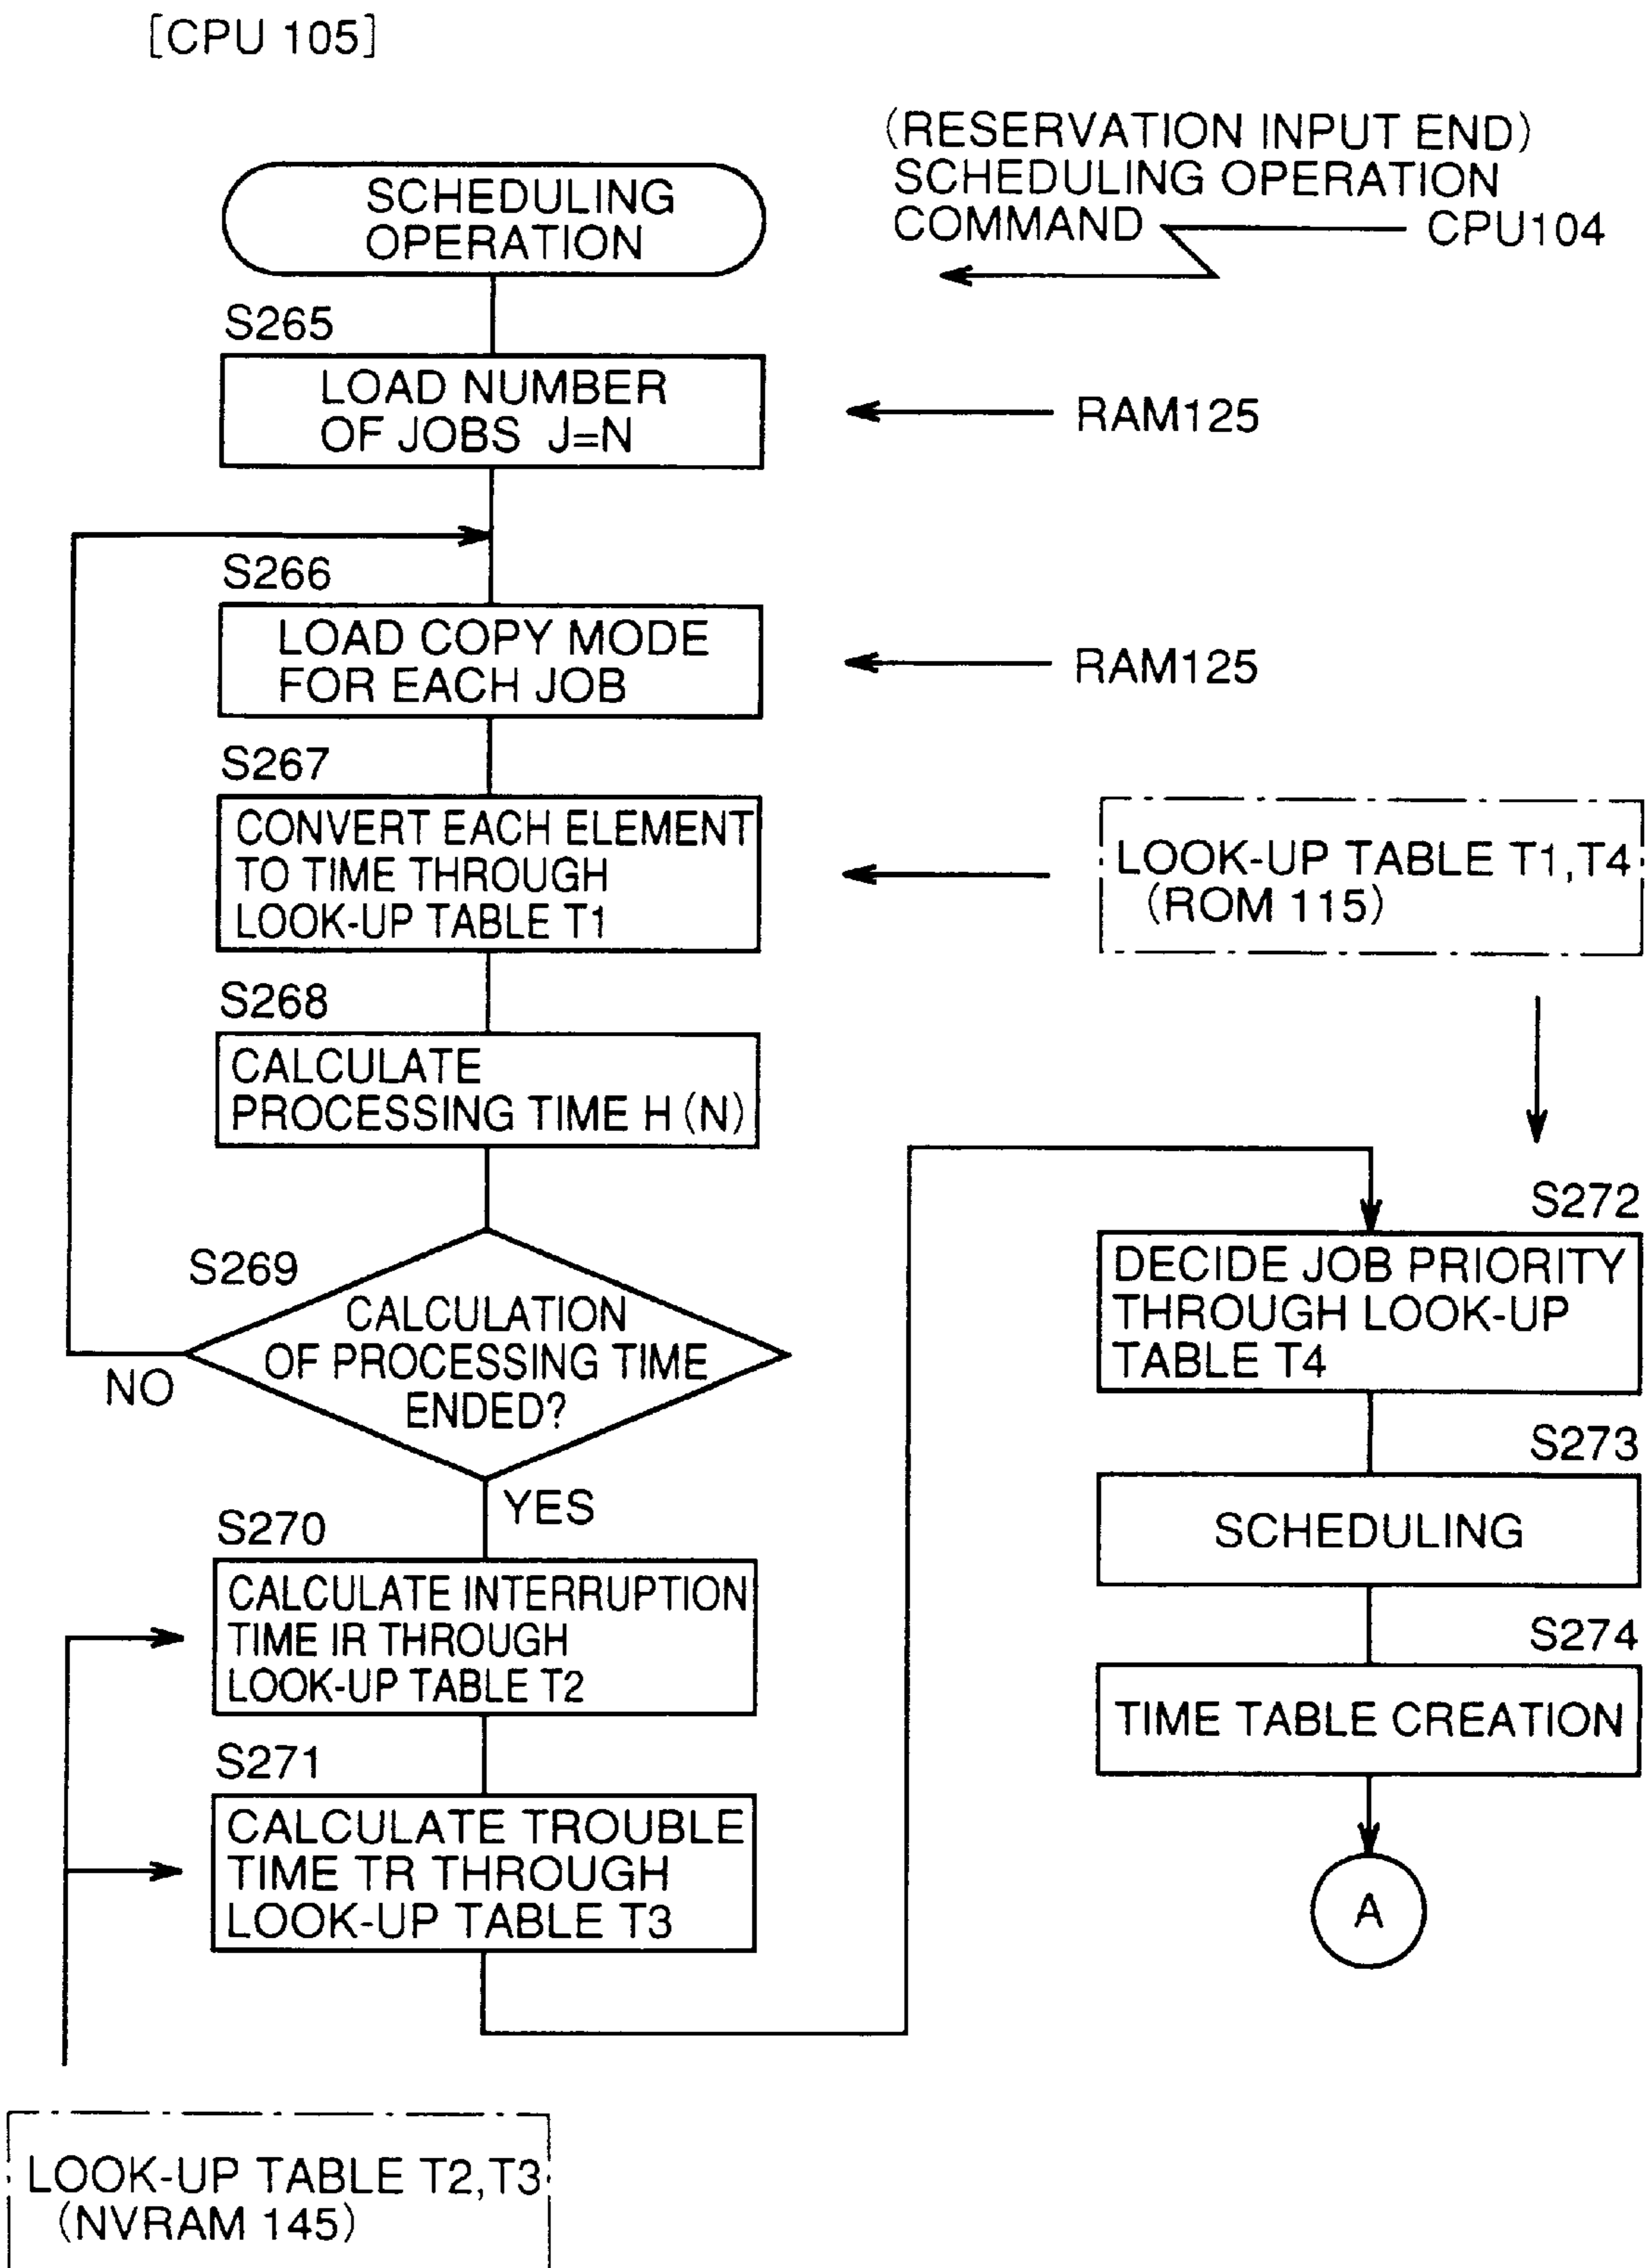 [CPU 105]
(RESERVATION INPUT END)
SCHEDULING OPERATION
COMMAND
CPU104
SCHEDULING
OPERATION
S265
LOAD NUMBER
OF JOBS J=N
RAM125
S266
LOAD COPY MODE
FOR EACH JOB
RAM125
S267
CONVERT EACH ELEMENT
TO TIME THROUGH
LOOK-UP TABLE T1
LOOK-UP TABLE T1,T4
(ROM 115)
S268
CALCULATE
PROCESSING TIME H(N)
S269
CALCULATION
OF PROCESSING TIME
ENDED?
NO
YES
S270
CALCULATE INTERRUPTION
TIME IR THROUGH
LOOK-UP TABLE T2
S271
CALCULATE TROUBLE
TIME TR THROUGH
LOOK-UP TABLE T3
LOOK-UP TABLE T2,T3
(NVRAM 145)
S272
DECIDE JOB PRIORITY
THROUGH LOOK-UP
TABLE T4
S273
SCHEDULING
S274
TIME TABLE CREATION
A